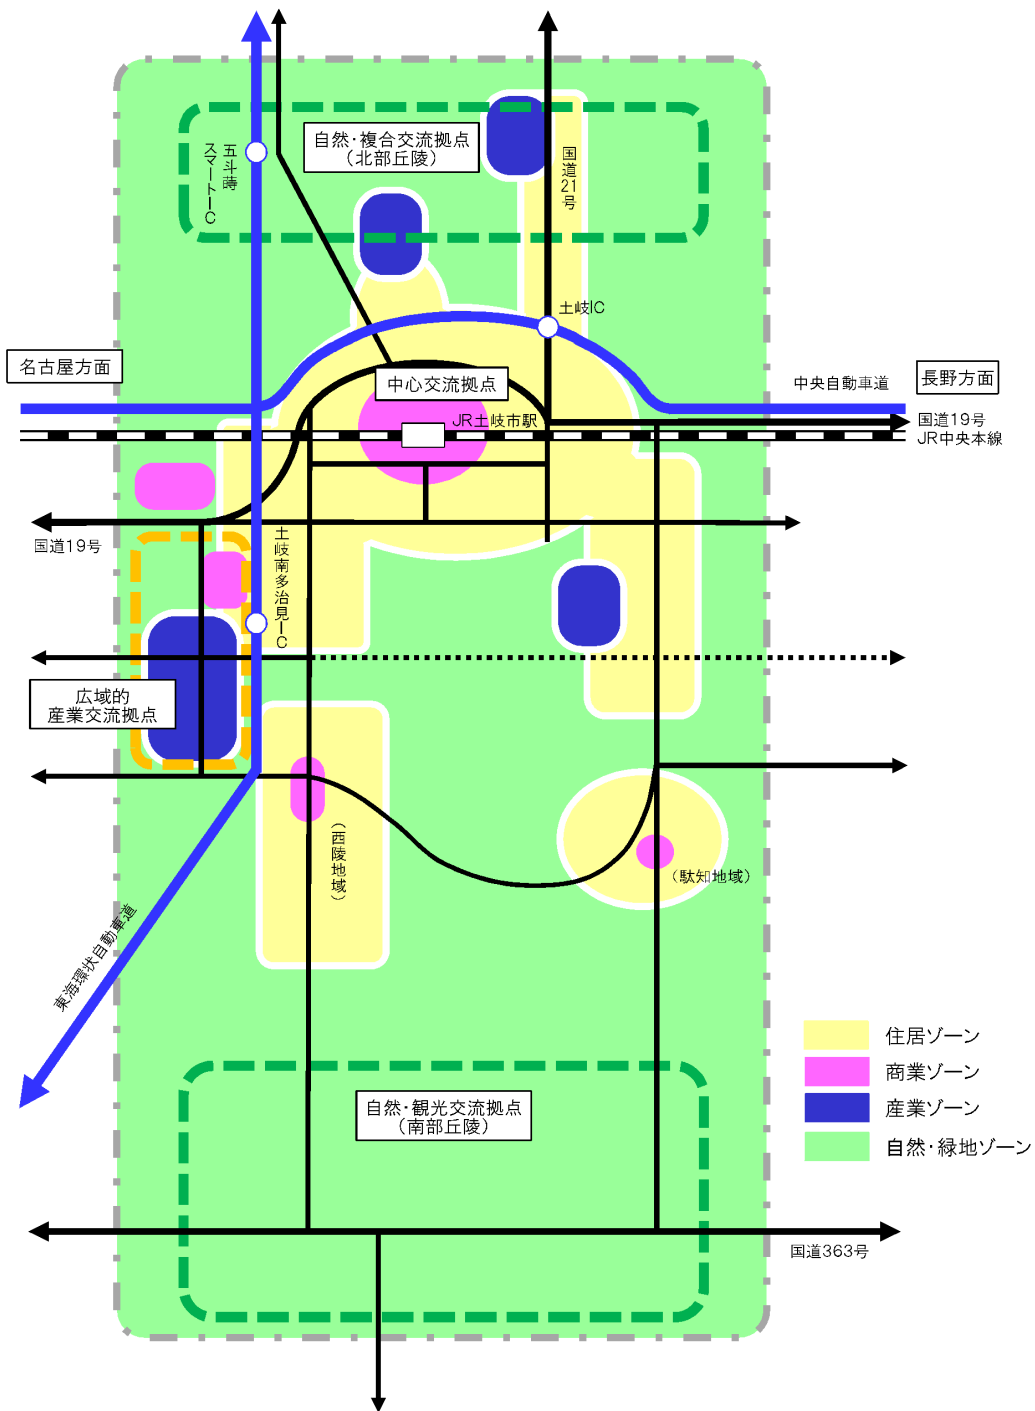 自然・複合交流拠点
（北部丘陵）
五斗蒔
スマートIC
国道21号
土岐IC
名古屋方面
中心交流拠点
中央自動車道
長野方面
JR土岐市駅
国道19号
JR中央本線
国道19号
土岐南多治見IC
広域的
産業交流拠点
（西陵地域）
（駄知地域）
東海環状自動車道
住居ゾーン
商業ゾーン
産業ゾーン
自然・緑地ゾーン
自然・観光交流拠点
（南部丘陵）
国道363号